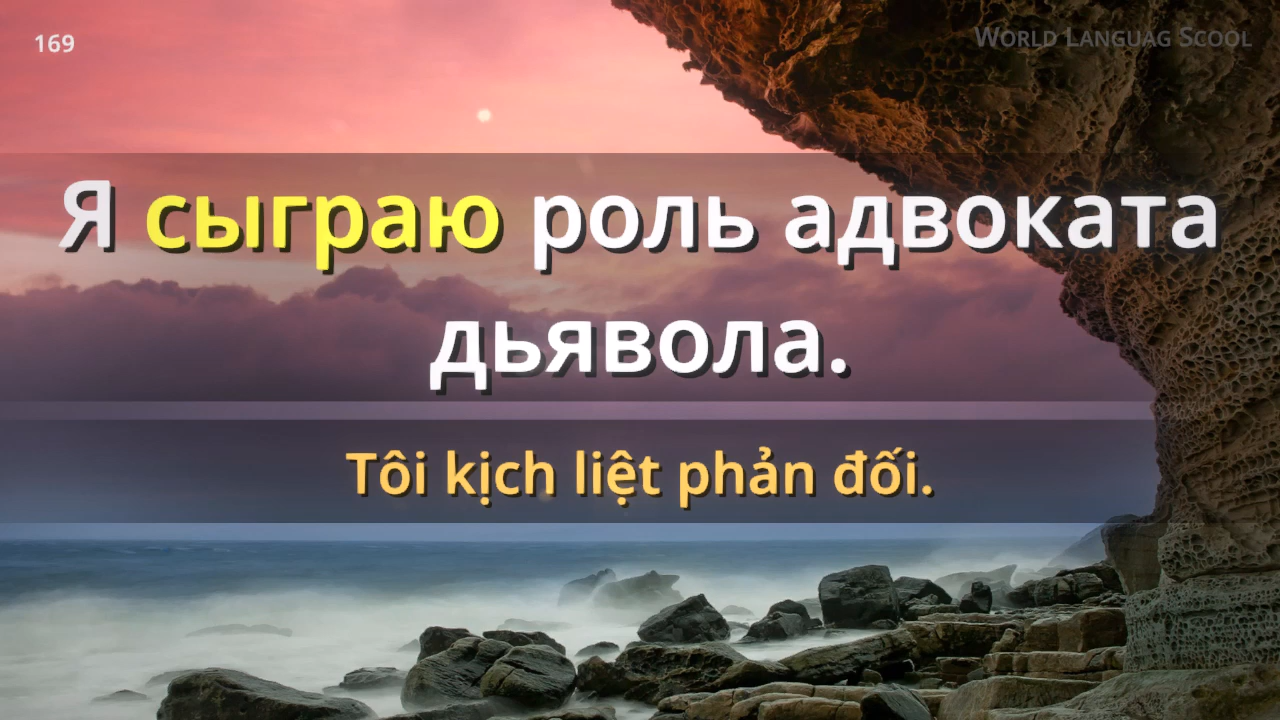 169
World Languag Scool
Я сыграю роль адвоката
дьявола.
Tôi kịch liệt phản đối.